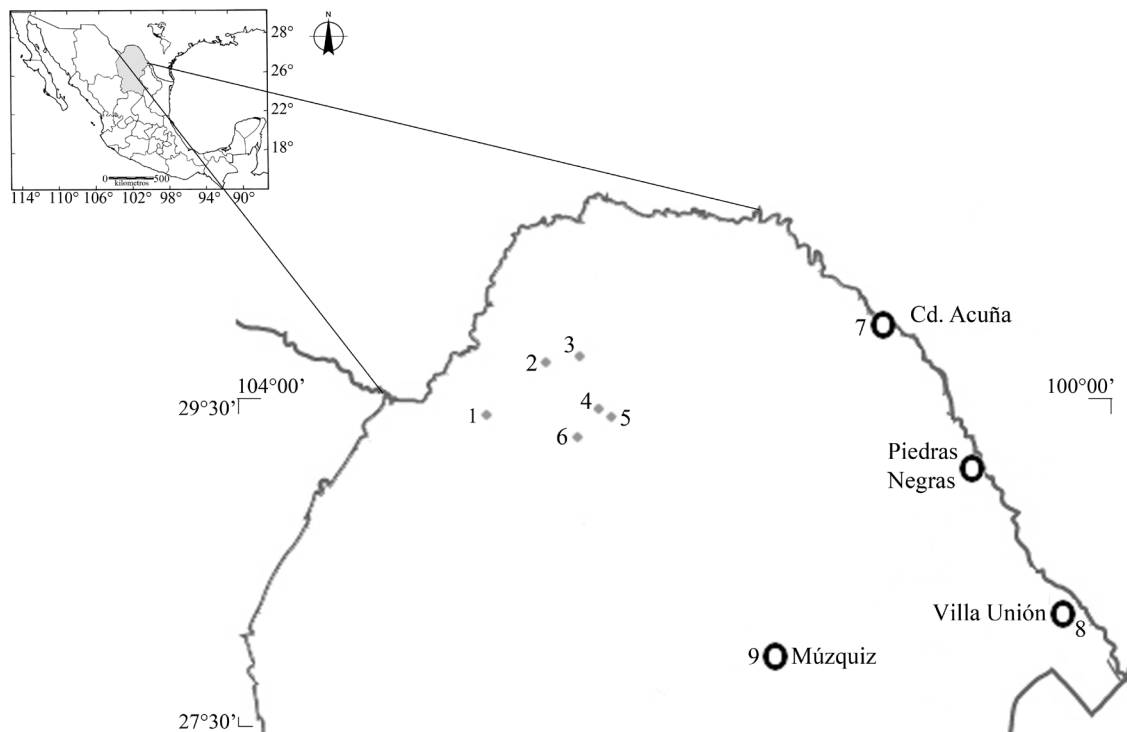 N
28°
26°
22°
18°
0 500
kilometros
114° 110° 106° 102° 98° 94° 90°
7 Cd. Acuña
2 3
104°00’ 100°00’
29°30’
1 4 5
6
Piedras
Negras
Villa Unión
8
9 Múzquiz
27°30’